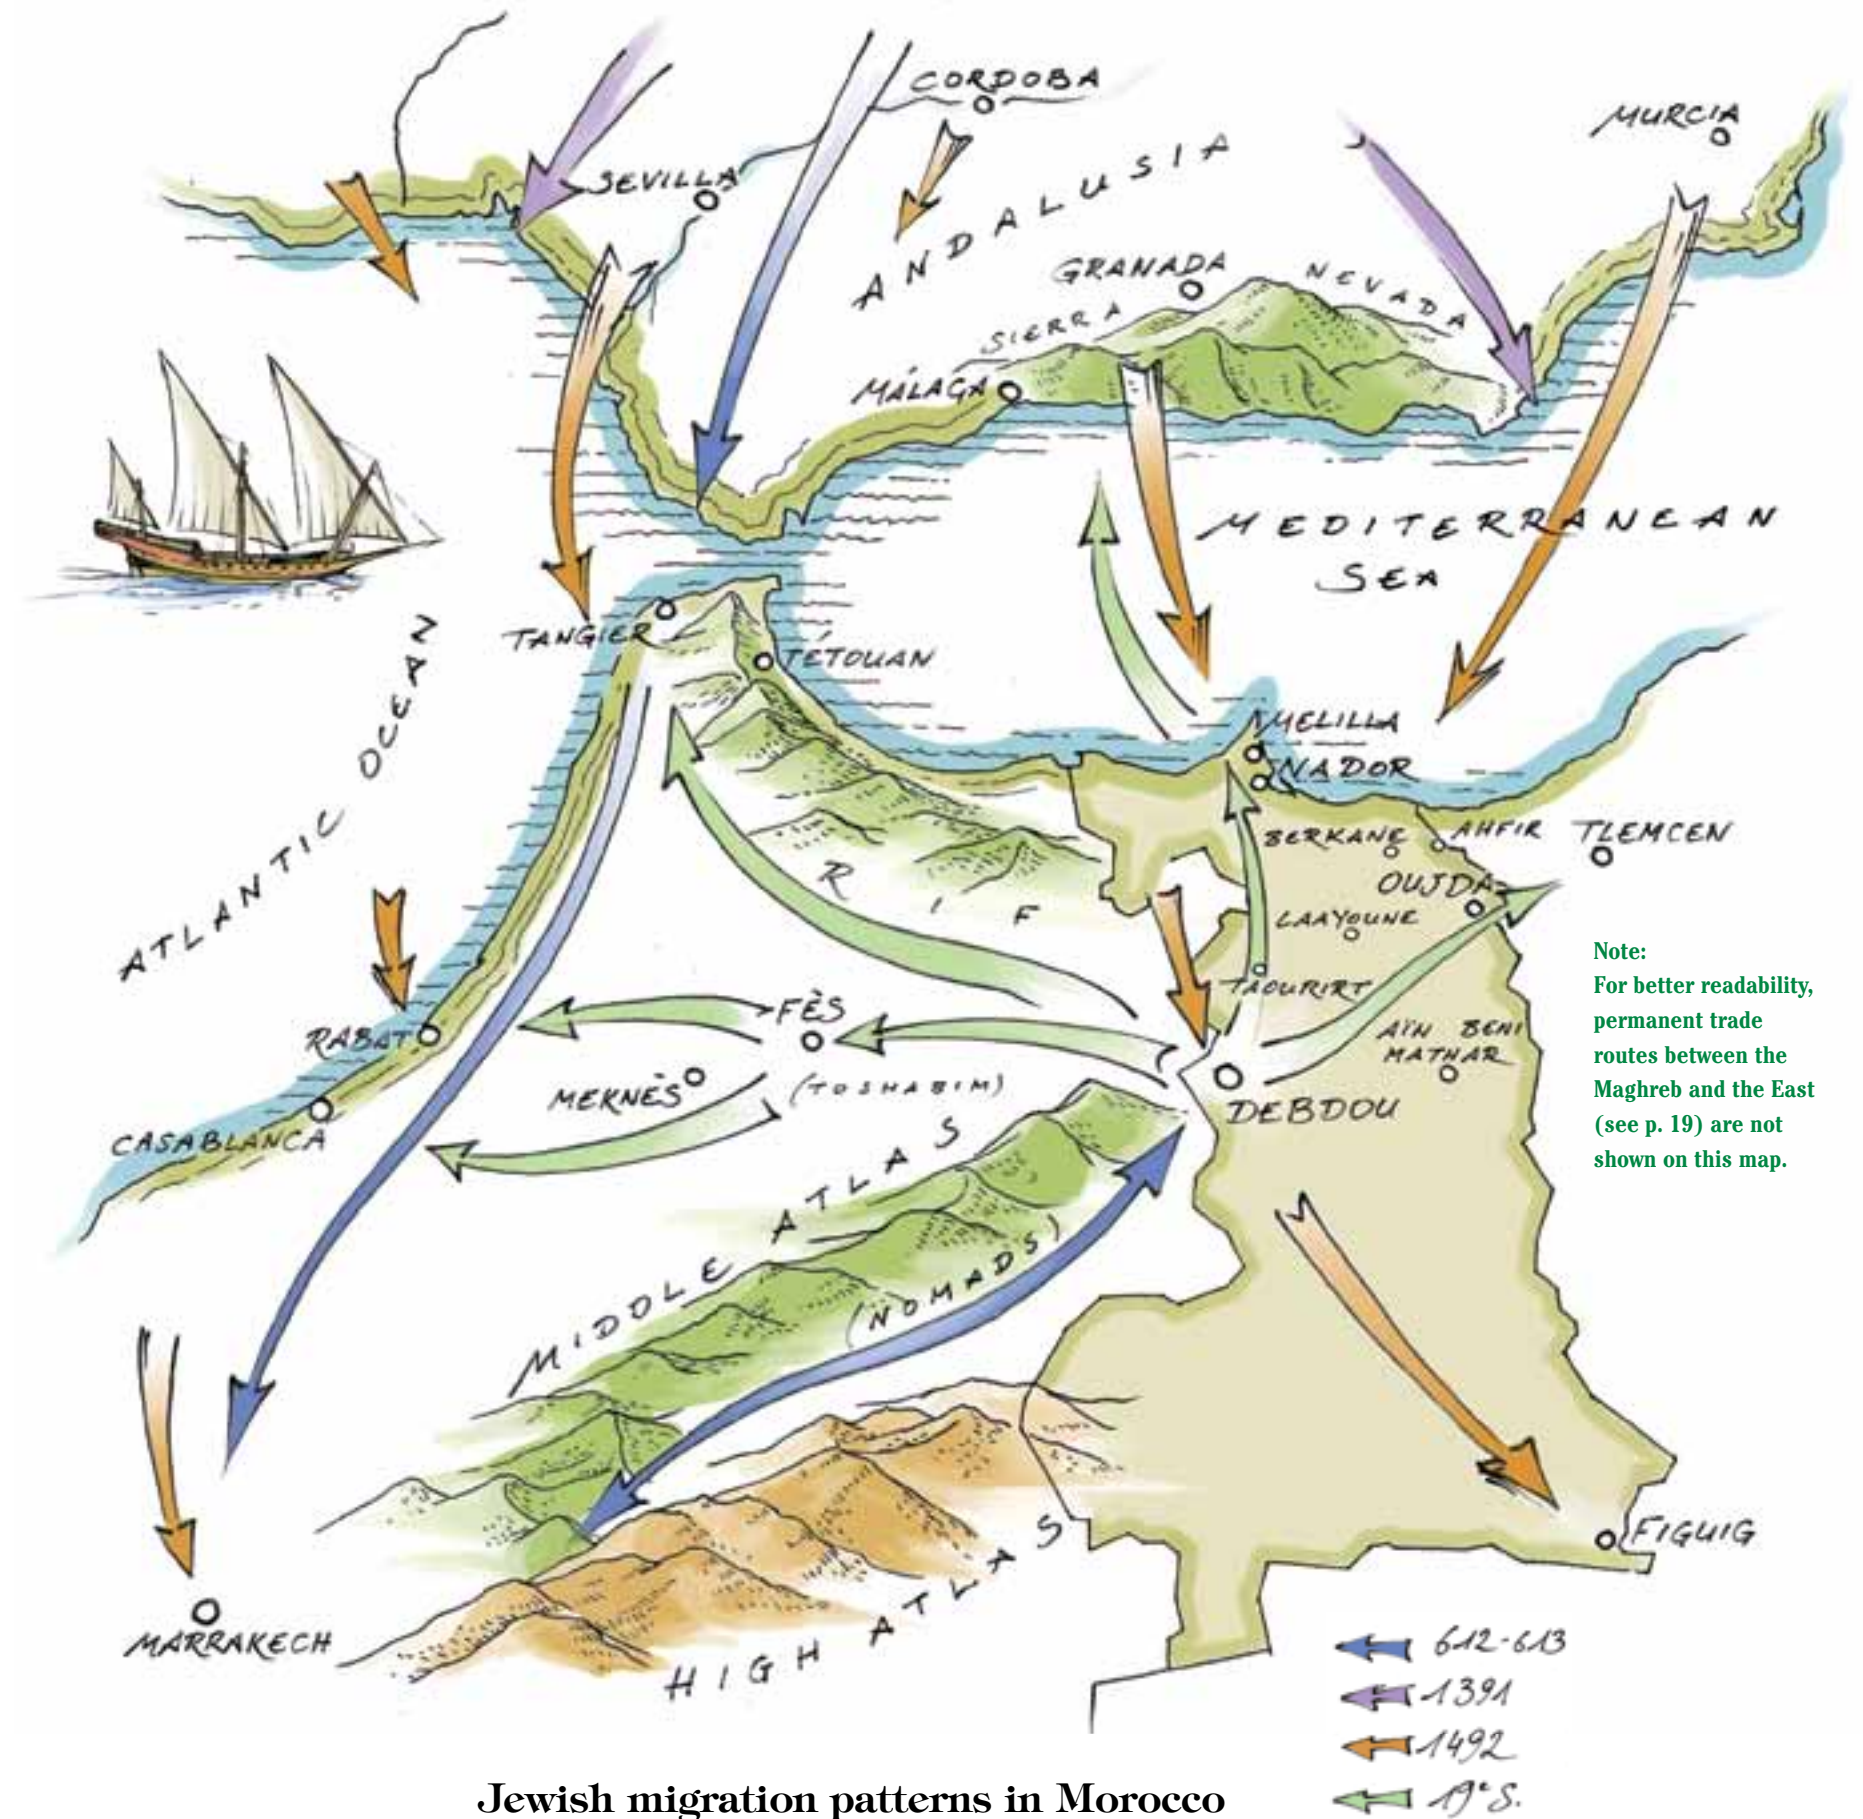 CORDOBA
MURCIA
SEVILLA
ANDALUSIA
GRANADA
SIERRA NEVADA
MÁLAGA
MEDITERRANEAN
SEA
TANGIER
TÉTOUAN
ATLANTIC OCEAN
MELILLA
NADOR
BERKANE
AHFIR
TLEMCEN
OUJDA
RIF
LAAYOUNE
TAOURIRT
Note:
For better readability,
permanent trade
routes between the
Maghreb and the East
(see p. 19) are not
shown on this map.
FÈS
RABAT
AÏN BENI
MATHAR
MEKNÈS
(TOSHABIM)
DEBDOU
CASABLANCA
MIDDLE ATLAS
(NOMADS)
HIGH ATLAS
FIGUIG
MARRAKECH
612-613
1391
1492
19e S.
Jewish migration patterns in Morocco